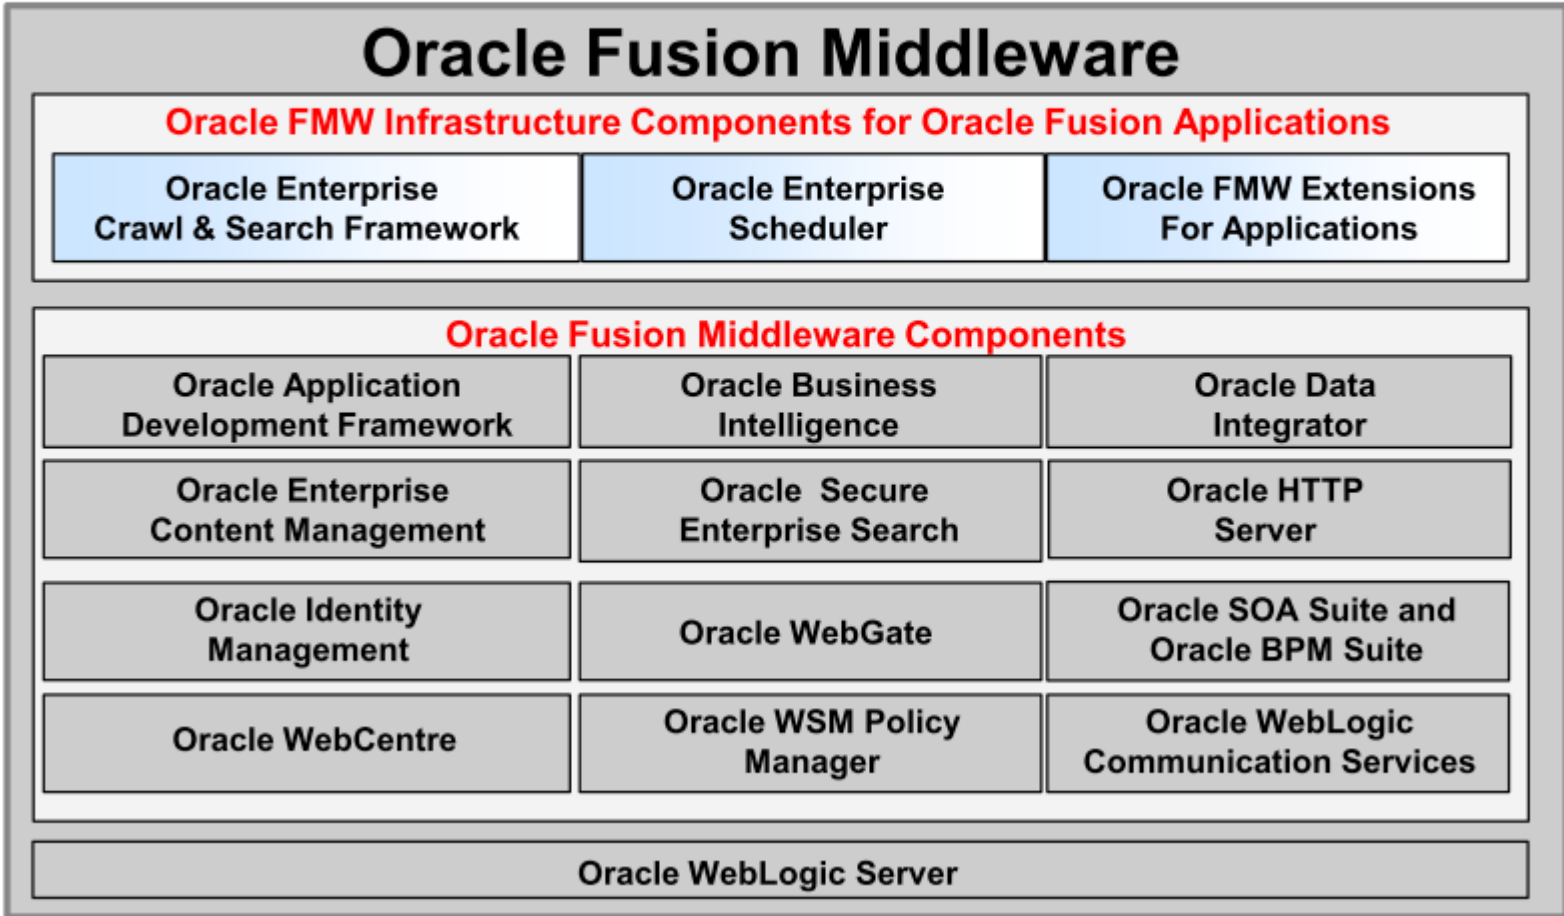 Oracle Fusion Middleware
Oracle FMW Infrastructure Components for Oracle Fusion Applications
Oracle Enterprise
Crawl & Search Framework
Oracle Enterprise
Scheduler
Oracle FMW Extensions
For Applications
Oracle Fusion Middleware Components
Oracle Application
Development Framework
Oracle Business
Intelligence
Oracle Data
Integrator
Oracle Enterprise
Content Management
Oracle Secure
Enterprise Search
Oracle HTTP
Server
Oracle Identity
Management
Oracle WebGate
Oracle SOA Suite and
Oracle BPM Suite
Oracle WebCentre
Oracle WSM Policy
Manager
Oracle WebLogic
Communication Services
Oracle WebLogic Server